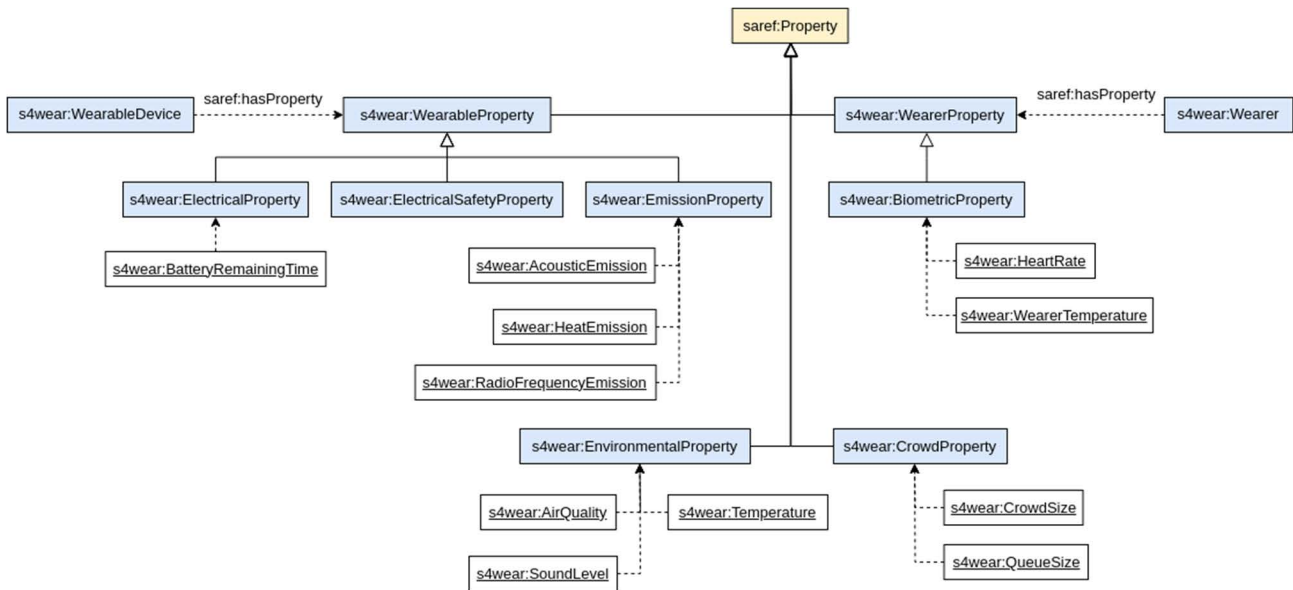 saref:Property
saref:hasProperty
saref:hasProperty
s4wear:WearableDevice
s4wear:WearableProperty
s4wear:WearerProperty
s4wear:Wearer
s4wear:ElectricalProperty
s4wear:ElectricalSafetyProperty
s4wear:EmissionProperty
s4wear:BiometricProperty
s4wear:BatteryRemainingTime
s4wear:AcousticEmission
s4wear:HeartRate
s4wear:HeatEmission
s4wear:WearerTemperature
s4wear:RadioFrequencyEmission
s4wear:EnvironmentalProperty
s4wear:CrowdProperty
s4wear:AirQuality
s4wear:Temperature
s4wear:CrowdSize
s4wear:SoundLevel
s4wear:QueueSize